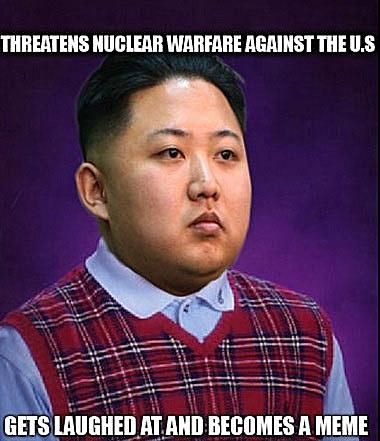 THREATENS NUCLEAR WARFARE AGAINST THE U.S
GETS LAUGHED AT AND BECOMES A MEME